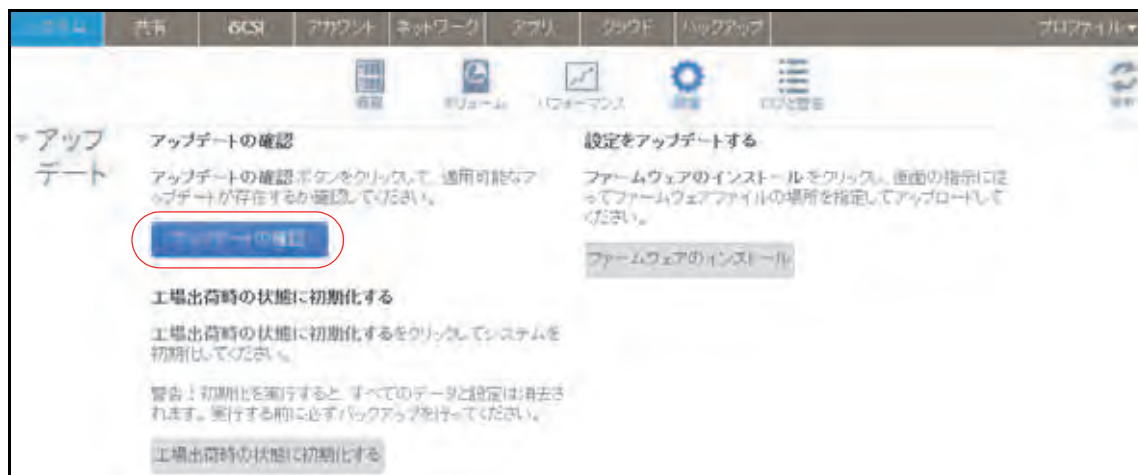 共有 iSCSI アカウント ネットワーク アプリ クラウド バックアップ プロファイル▼
ボリューム パフォーマンス ログと警告
アップ
デート
アップデートの確認
アップデートの確認ボタンをクリックして、適用可能なア
ップデートが存在するか確認してください。
アップデートの確認
工場出荷時の状態に初期化する
工場出荷時の状態に初期化するをクリックしてシステムを
初期化してください。
警告！初期化を実行すると、すべてのデータと設定は消去さ
れます。実行する前に必ずバックアップを行ってください。
工場出荷時の状態に初期化する
設定をアップデートする
ファームウェアのインストールをクリックし、画面の指示に従
ってファームウェアファイルの場所を指定してアップロードして
ください。
ファームウェアのインストール